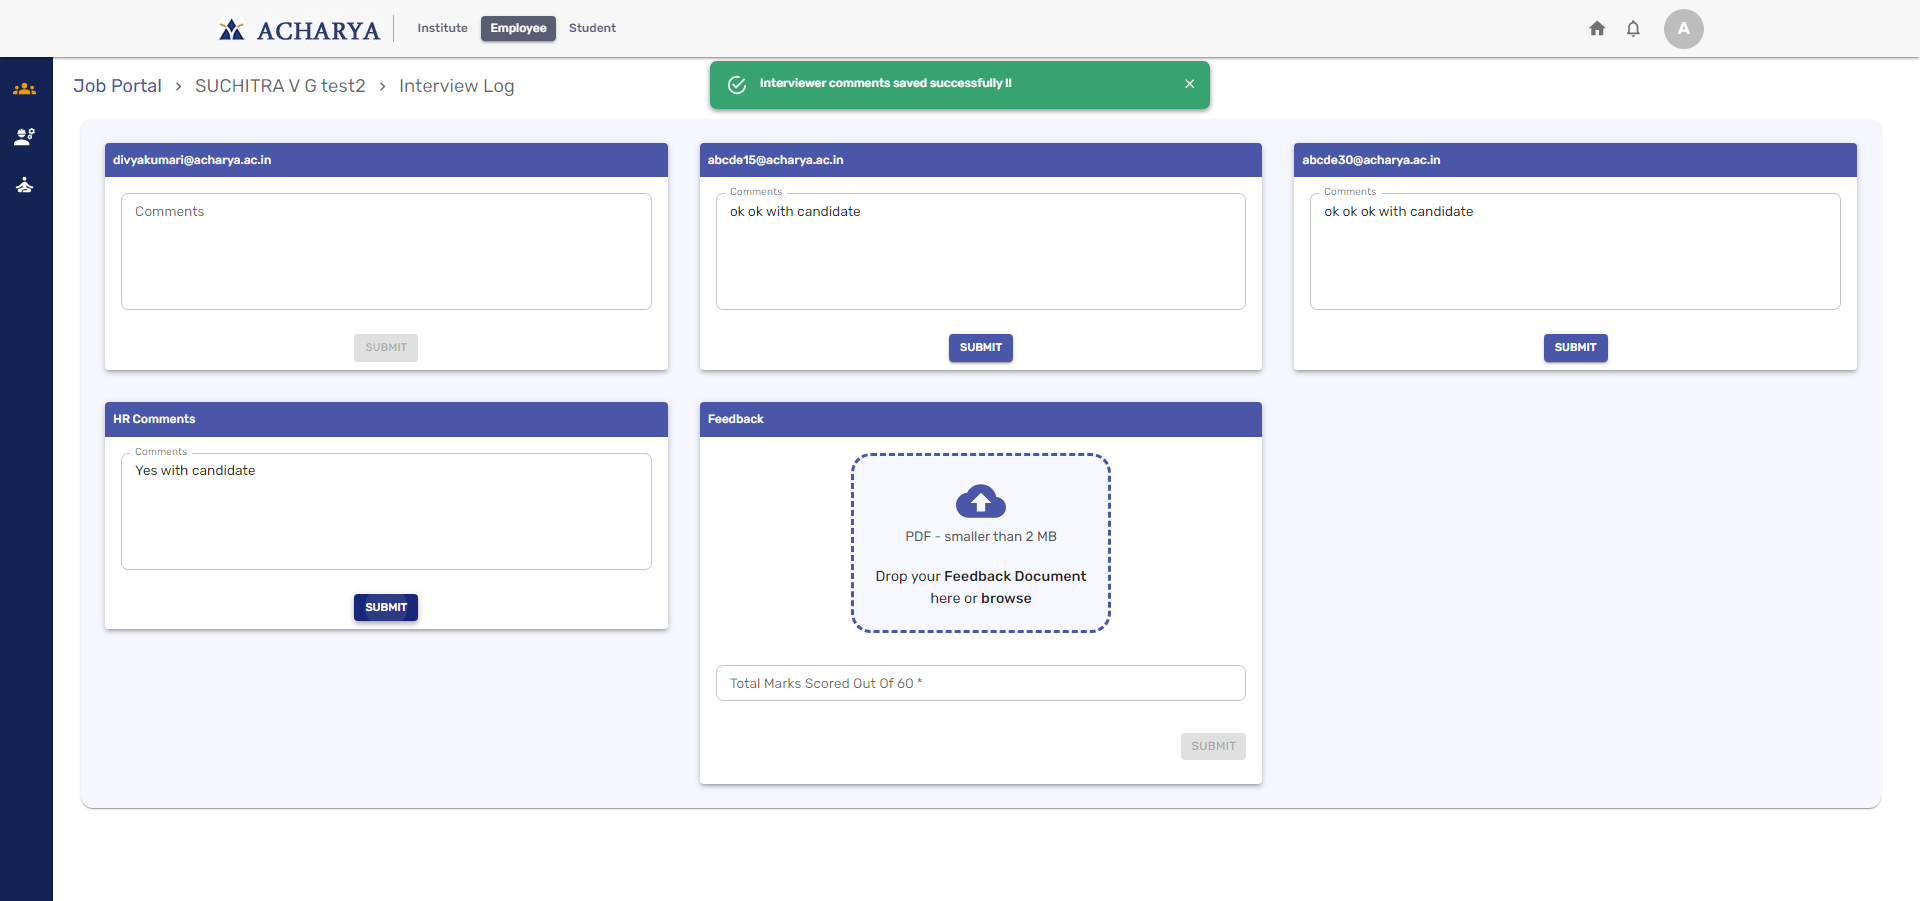 ACHARYA
Institute
Employee
Student
A
Job Portal > SUCHITRA V G test2 > Interview Log
Interviewer comments saved successfully !!
divyakumari@acharya.ac.in
Comments
SUBMIT
abcde15@acharya.ac.in
Comments
ok ok with candidate
SUBMIT
abcde30@acharya.ac.in
Comments
ok ok ok with candidate
SUBMIT
HR Comments
Comments
Yes with candidate
SUBMIT
Feedback
PDF - smaller than 2 MB
Drop your Feedback Document
here or browse
Total Marks Scored Out Of 60 *
SUBMIT